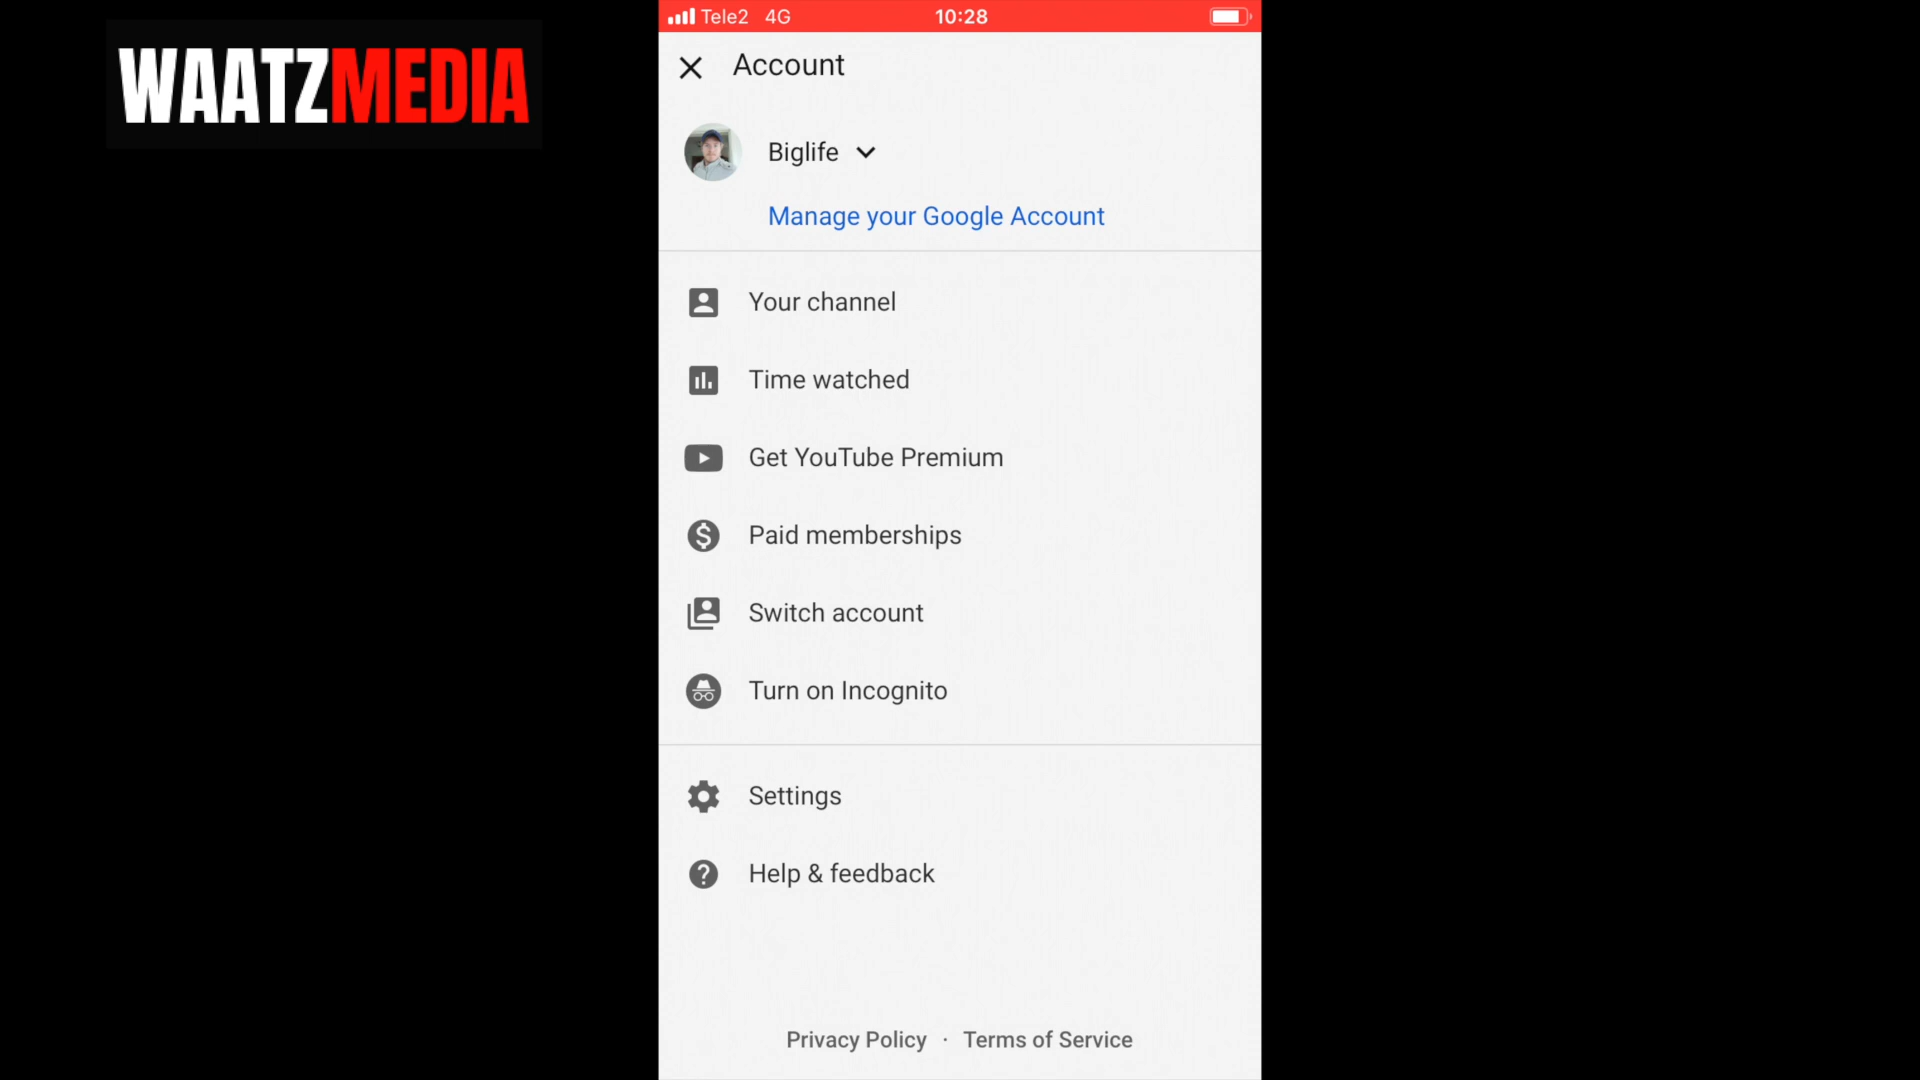 WAATZMEDIA
Tele2 4G 10:28
Account
Biglife
Manage your Google Account
Your channel
Time watched
Get YouTube Premium
Paid memberships
Switch account
Turn on Incognito
Settings
Help & feedback
Privacy Policy · Terms of Service